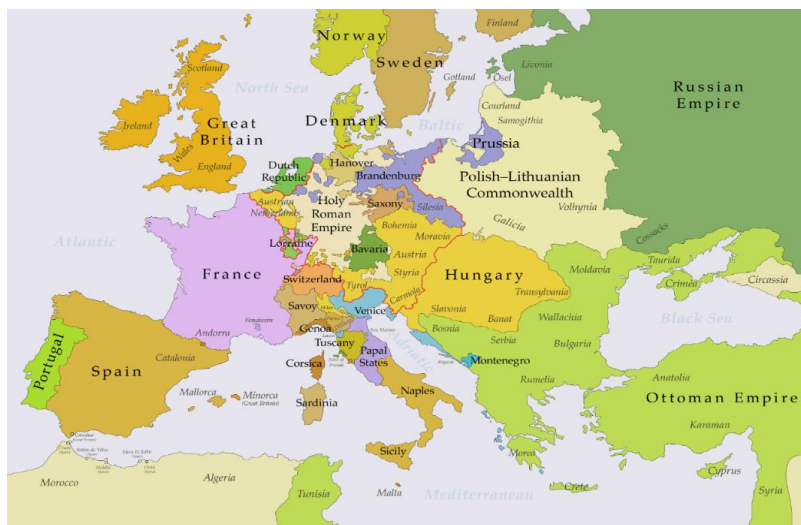 Norway
Finland
Sweden
Scotland
North Sea
Gotland
Ösel
Livonia
Russian
Empire
Courland
Samogithia
Denmark
Baltic
Ireland
Great
Britain
Wales
England
Dutch
Republic
Hanover
Prussia
Brandenburg
Polish–Lithuanian
Commonwealth
Volhynia
Austrian
Netherlands
Holy
Roman
Empire
Saxony
Silesia
Galicia
Cossacks
Bohemia
Moravia
Atlantic
Lorraine
Bavaria
Austria
France
Switzerland
Tyrol
Styria
Hungary
Carniola
Moldavia
Taurida
Crimea
Circassia
Transylvania
Savoy
Venice
Slavonia
Banat
Wallachia
Black Sea
Genoa
Bosnia
Serbia
Bulgaria
Andorra
Tuscany
Adriatic
Papal
States
Montenegro
Portugal
Catalonia
Corsica
Spain
Rumelia
Anatolia
Naples
Mallorca
Minorca
(Great Britain)
Sardinia
Ottoman Empire
Karaman
Sicily
Morea
Cyprus
Crete
Morocco
Algeria
Tunisia
Malta
Mediterranean
Syria